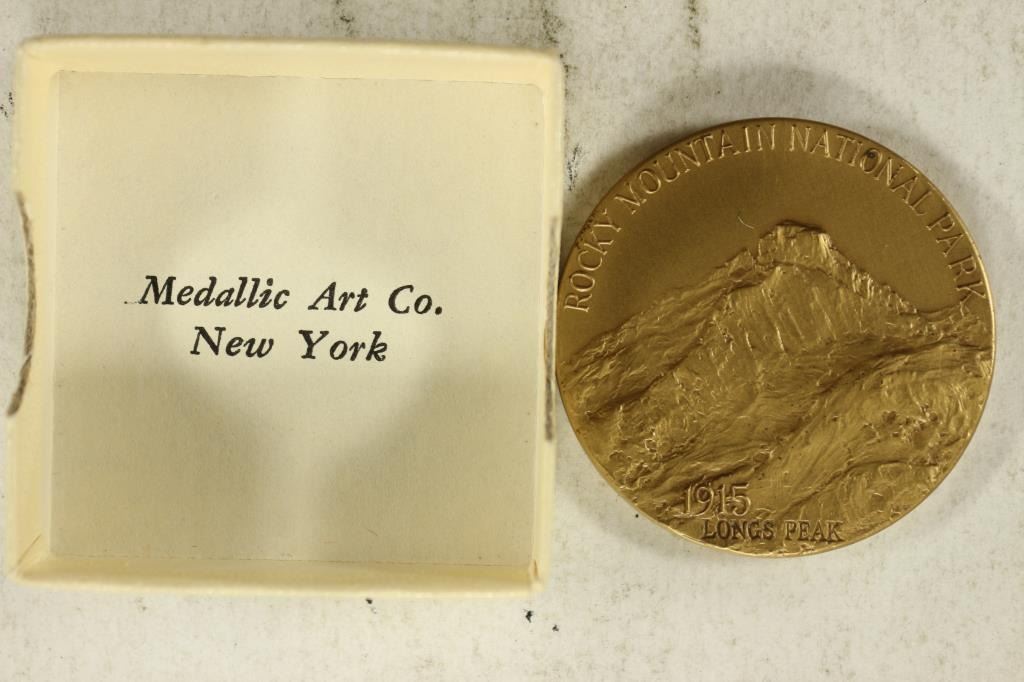 Medallic Art Co.
New York
ROCKY MOUNTAIN NATIONAL PARK
1915
LONGS PEAK